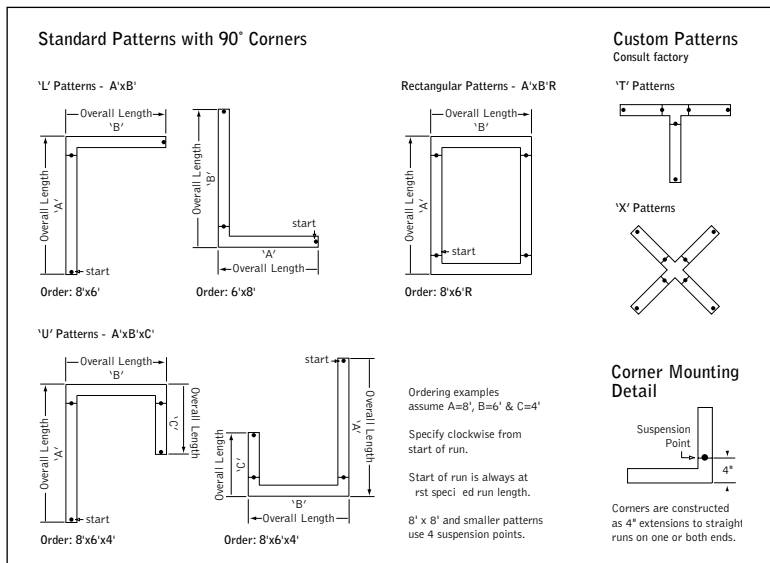 Standard Patterns with 90° Corners
'L' Patterns - A'xB'
Overall Length
'B'
Overall Length
'A'
start
Order: 8'x6'
Overall Length
'B'
start
'A'
Overall Length
Order: 6'x8'
Rectangular Patterns - A'xB'R
Overall Length
'B'
Overall Length
'A'
start
Order: 8'x6'R
'U' Patterns - A'xB'xC'
Overall Length
'B'
Overall Length
'A'
'C'
Overall Length
start
Order: 8'x6'x4'
start
Overall Length
'C'
'A'
Overall Length
'B'
Overall Length
Order: 8'x6'x4'
Ordering examples
assume A=8', B=6' & C=4'
Specify clockwise from
start of run.
Start of run is always at
rst speci ed run length.
8' x 8' and smaller patterns
use 4 suspension points.
Custom Patterns
Consult factory
'T' Patterns
'X' Patterns
Corner Mounting
Detail
Suspension
Point
4"
Corners are constructed
as 4" extensions to straight
runs on one or both ends.